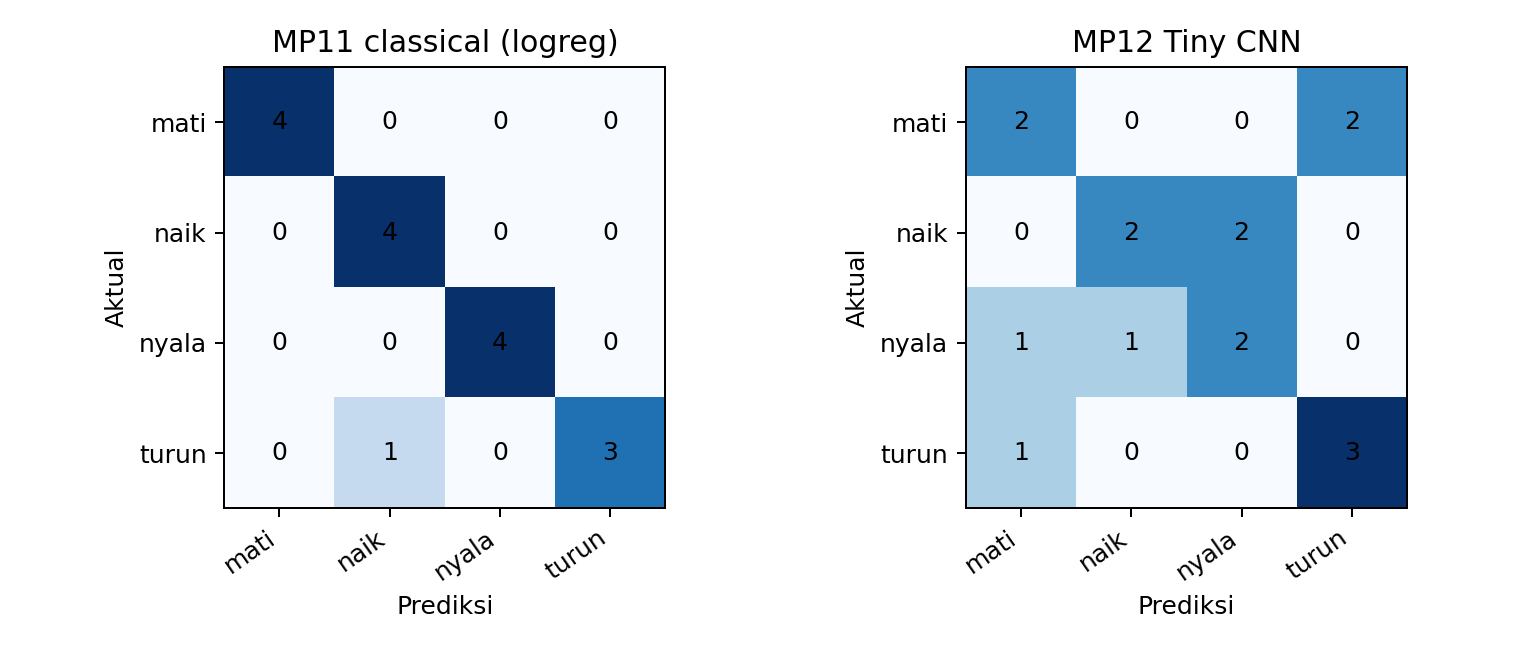 MP11 classical (logreg)
mati 4 0 0 0
naik 0 4 0 0
nyala 0 0 4 0
turun 0 1 0 3
Aktual
mati naik nyala turun
Prediksi
MP12 Tiny CNN
mati 2 0 0 2
naik 0 2 2 0
nyala 1 1 2 0
turun 1 0 0 3
Aktual
mati naik nyala turun
Prediksi